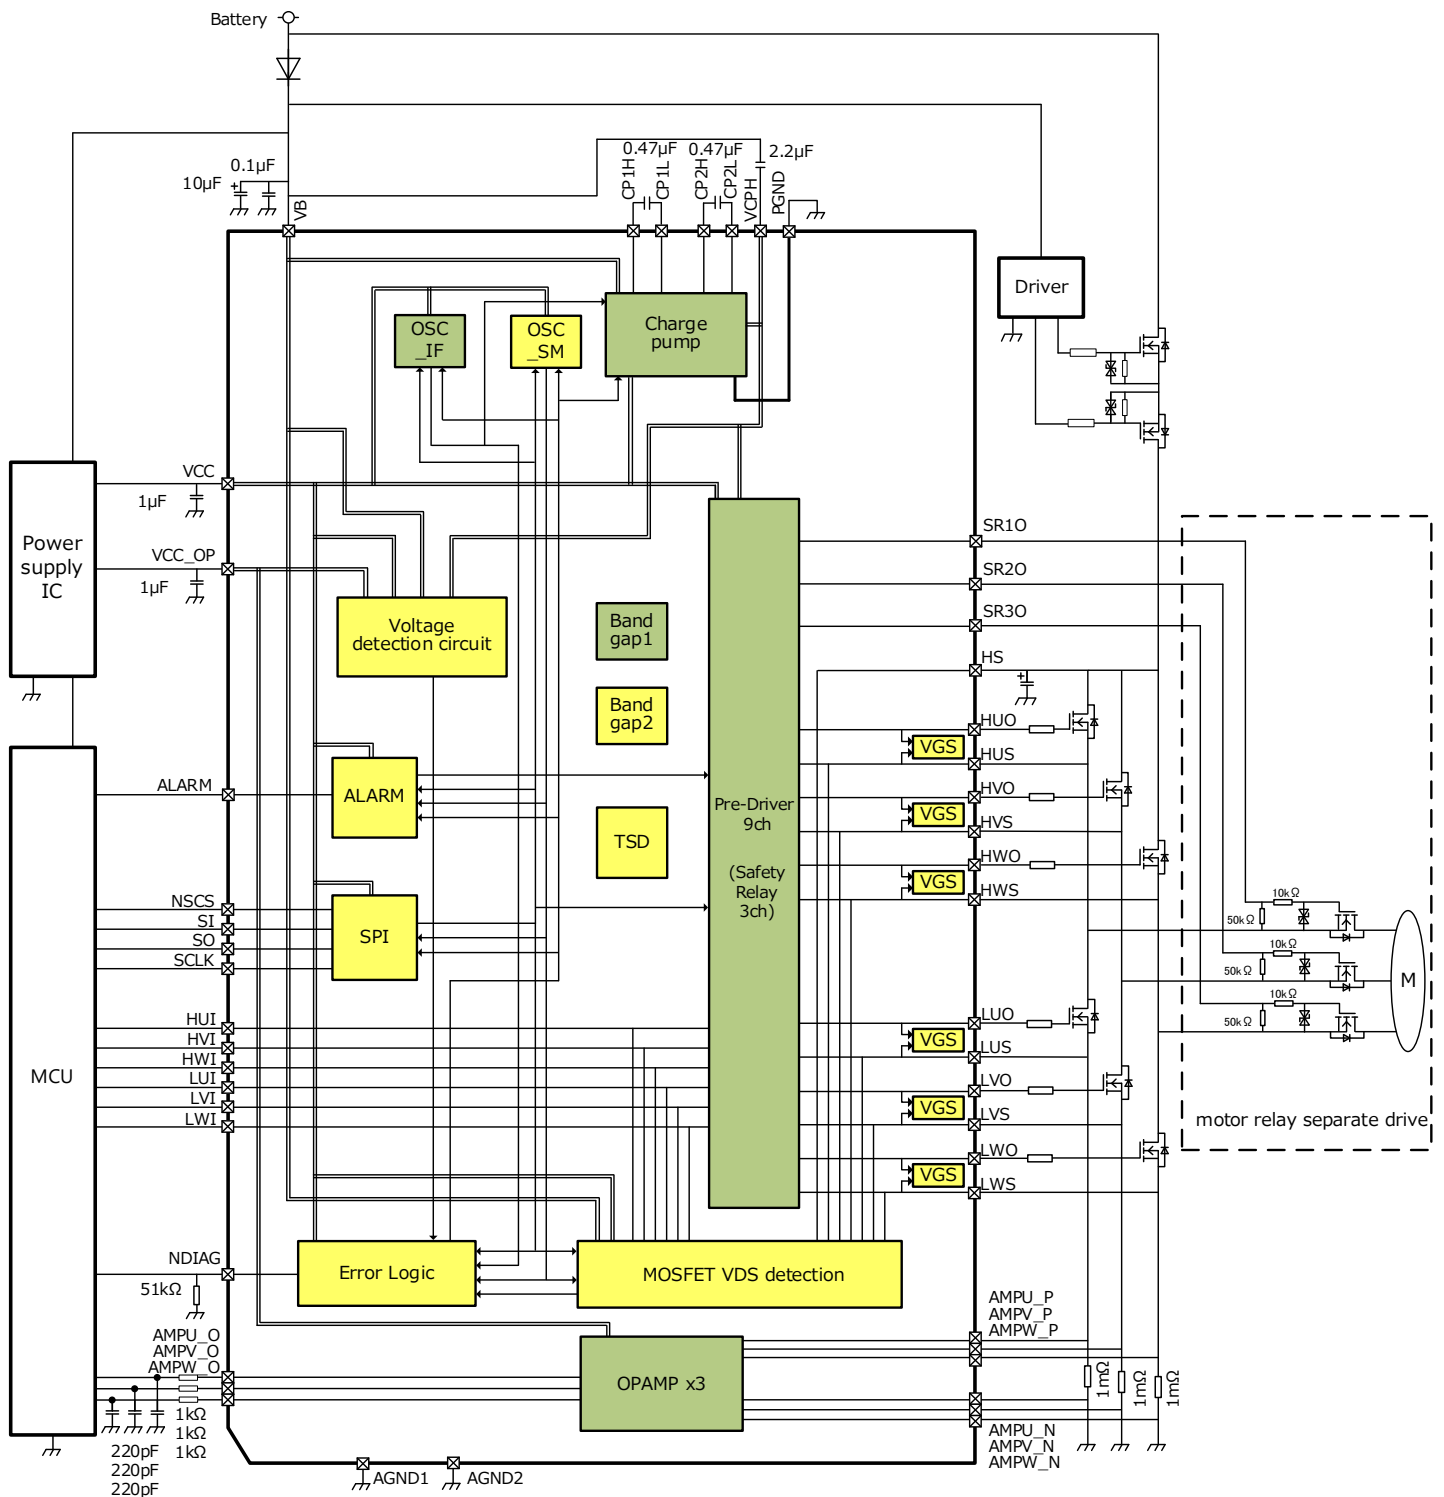 Battery
0.1μF
10μF
VB
CP1H
0.47μF
CP1L
CP2H
0.47μF
CP2L
VCPH
2.2μF
PGND
OSC
_IF
OSC
_SM
Charge
pump
Driver
VCC
1μF
VCC_OP
1μF
Power
supply
IC
Voltage
detection circuit
Band
gap1
Band
gap2
TSD
ALARM
ALARM
SPI
NSCS
SI
SO
SCLK
HUI
HVI
HWI
LUI
LVI
LWI
MCU
Pre-Driver
9ch
(Safety
Relay
3ch)
SR1O
SR2O
SR3O
HS
HUO
VGS
HUS
HVO
VGS
HVS
HWO
VGS
HWS
LUO
VGS
LUS
LVO
VGS
LVS
LWO
VGS
LWS
10kΩ
50kΩ
10kΩ
50kΩ
10kΩ
50kΩ
M
motor relay separate drive
NDIAG
51kΩ
Error Logic
MOSFET VDS detection
AMPU_P
AMPV_P
AMPW_P
AMPU_O
AMPV_O
AMPW_O
OPAMP x3
1mΩ
1mΩ
1mΩ
1kΩ
1kΩ
1kΩ
220pF
220pF
220pF
AMPU_N
AMPV_N
AMPW_N
AGND1
AGND2